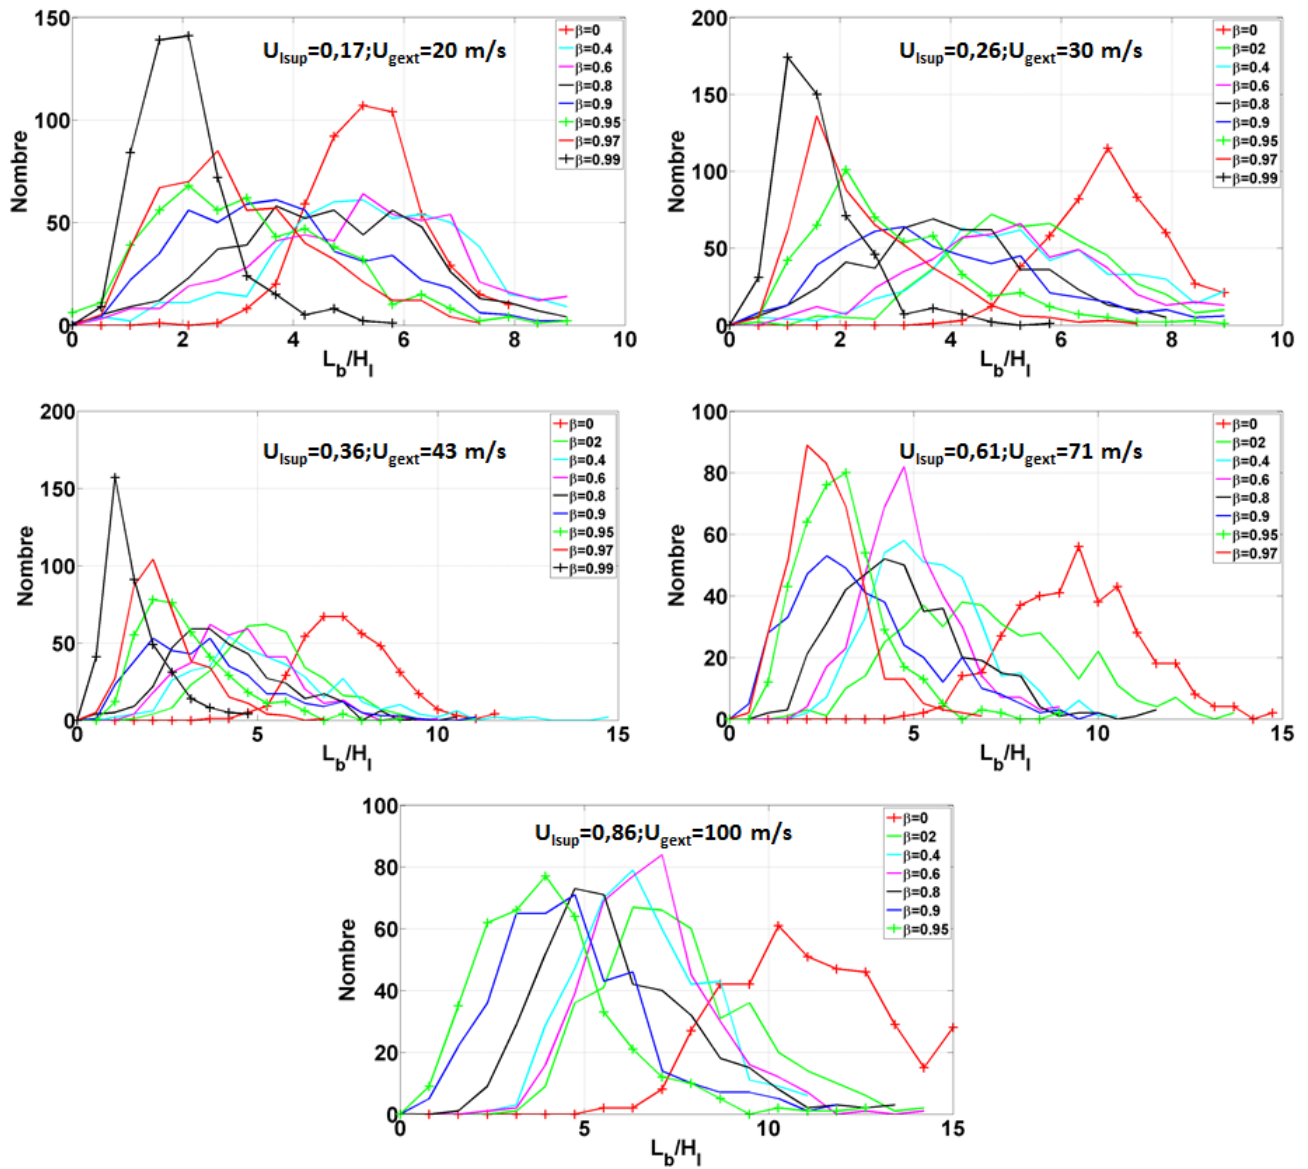 U_lsup=0,17;U_gext=20 m/s
Nombre
150
100
50
0
0 2 4 6 8 10
L_b/H_l
β=0
β=0.4
β=0.6
β=0.8
β=0.9
β=0.95
β=0.97
β=0.99
U_lsup=0,26;U_gext=30 m/s
Nombre
200
150
100
50
0
0 2 4 6 8 10
L_b/H_l
β=0
β=02
β=0.4
β=0.6
β=0.8
β=0.9
β=0.95
β=0.97
β=0.99
U_lsup=0,36;U_gext=43 m/s
Nombre
200
150
100
50
0
0 5 10 15
L_b/H_l
β=0
β=02
β=0.4
β=0.6
β=0.8
β=0.9
β=0.95
β=0.97
β=0.99
U_lsup=0,61;U_gext=71 m/s
Nombre
100
80
60
40
20
0
0 5 10 15
L_b/H_l
β=0
β=02
β=0.4
β=0.6
β=0.8
β=0.9
β=0.95
β=0.97
U_lsup=0,86;U_gext=100 m/s
Nombre
100
80
60
40
20
0
0 5 10 15
L_b/H_l
β=0
β=02
β=0.4
β=0.6
β=0.8
β=0.9
β=0.95